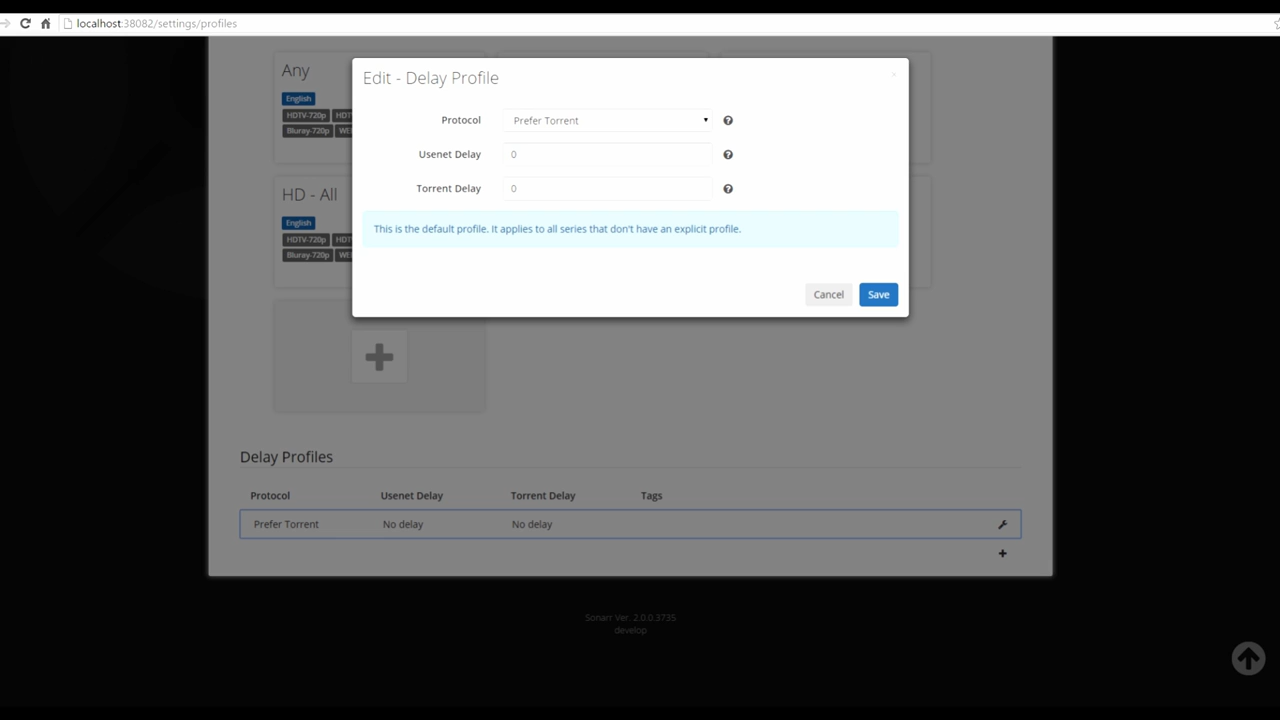 localhost:38082/settings/profiles
Any
English
HDTV-720p
Bluray-720p
HD - All
English
HDTV-720p
Bluray-720p
Edit - Delay Profile
Protocol Prefer Torrent
Usenet Delay 0
Torrent Delay 0
This is the default profile. It applies to all series that don't have an explicit profile.
Cancel Save
Delay Profiles
Protocol Usenet Delay Torrent Delay Tags
Prefer Torrent No delay No delay
Sonarr Ver. 2.0.0.3735
develop